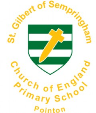 St. Gilbert of Sempringham
Church of England
Primary School
Pointon